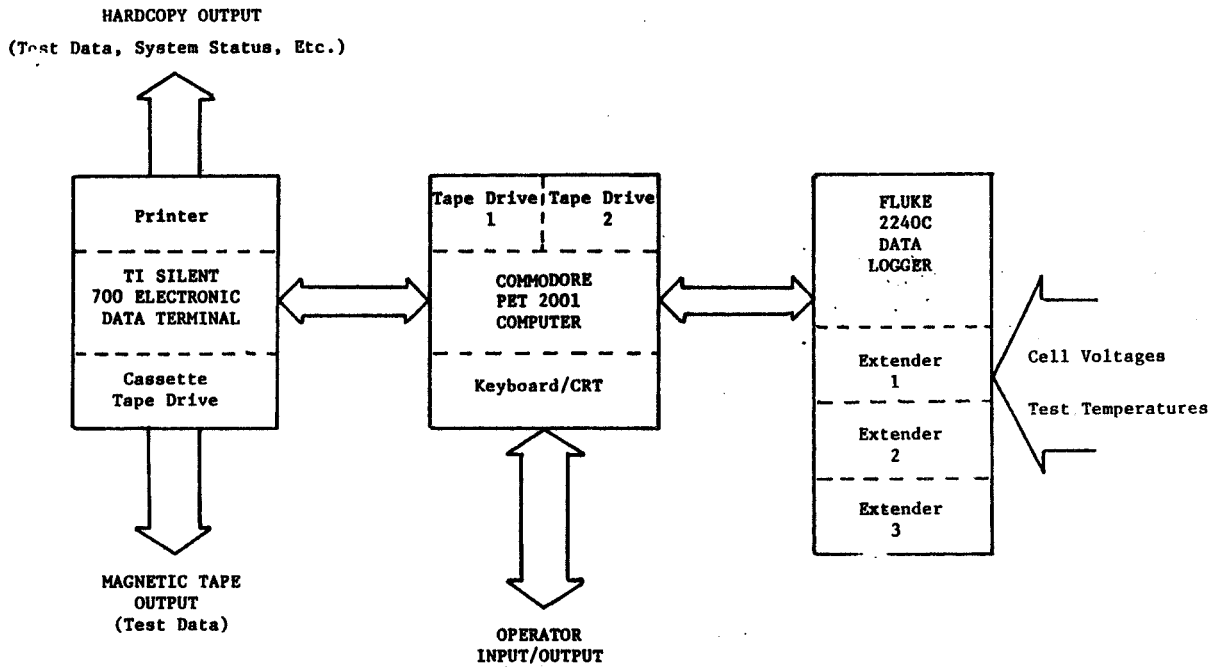 HARDCOPY OUTPUT
(Test Data, System Status, Etc.)
Printer
TI SILENT
700 ELECTRONIC
DATA TERMINAL
Cassette
Tape Drive
MAGNETIC TAPE
OUTPUT
(Test Data)
Tape Drive
1
Tape Drive
2
COMMODORE
PET 2001
COMPUTER
Keyboard/CRT
OPERATOR
INPUT/OUTPUT
FLUKE
2240C
DATA
LOGGER
Extender
1
Extender
2
Extender
3
Cell Voltages
Test Temperatures